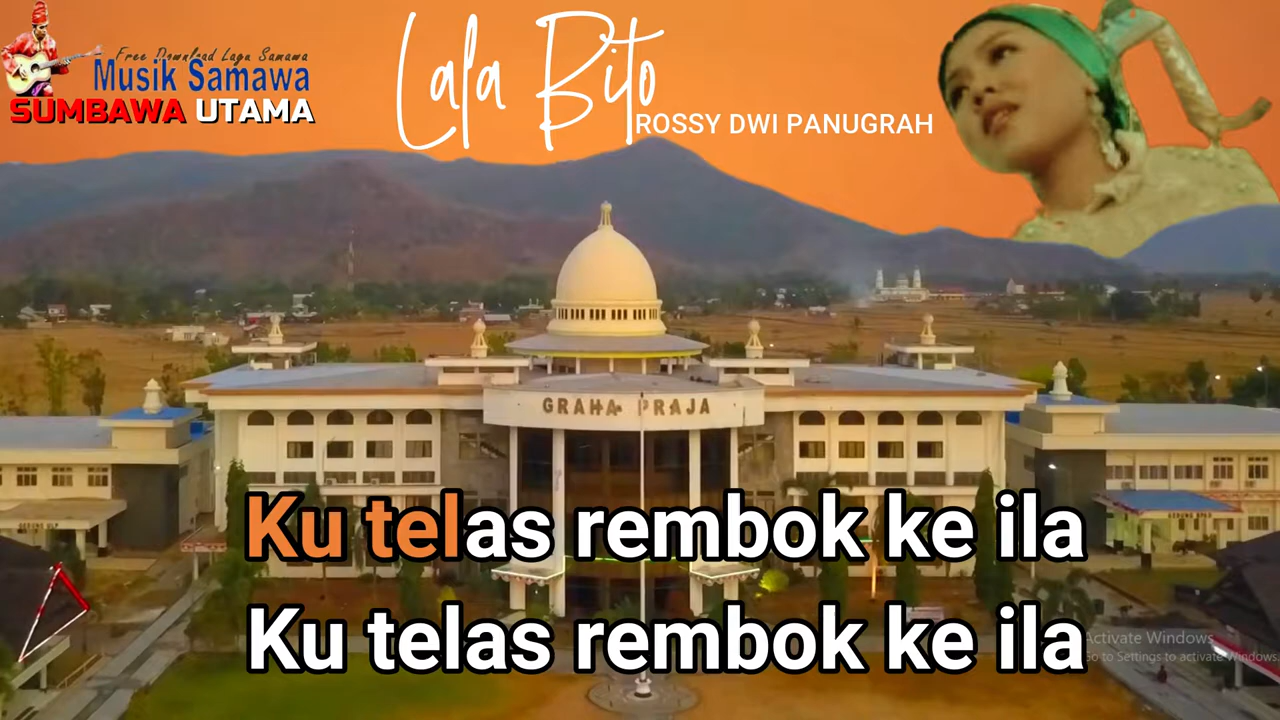 Free Download Lagu Samawa
Musik Samawa
SUMBAWA UTAMA
Lala Bito
ROSSY DWI PANUGRAH
GRAHA PRAJA
Ku telas rembok ke ila
Ku telas rembok ke ila
Activate Windows
Go to Settings to activate Windows.